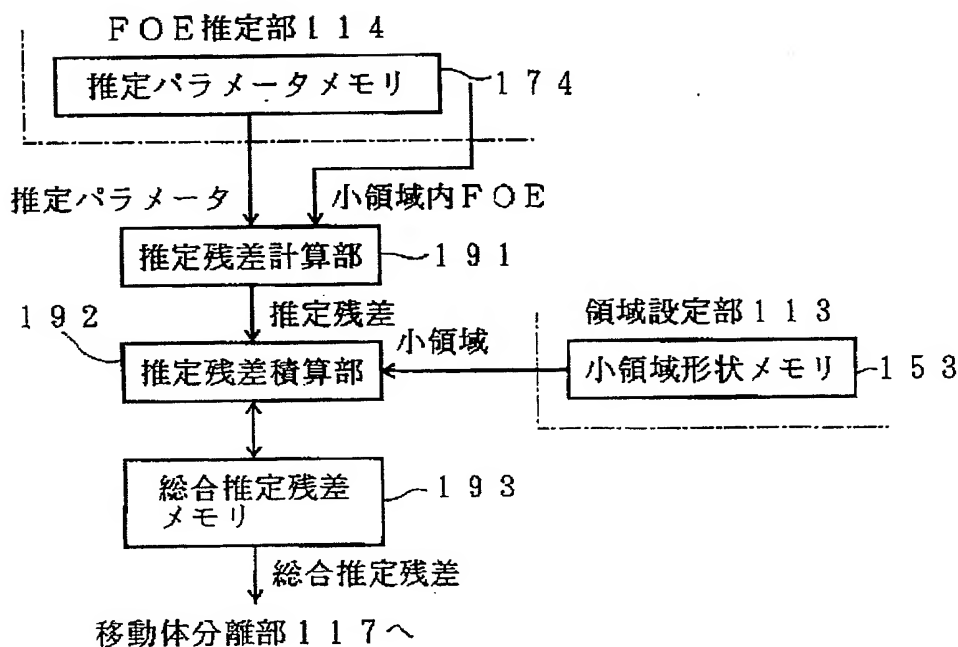 FOE推定部114
推定パラメータメモリ
174
推定パラメータ
小領域内FOE
推定残差計算部
191
推定残差
192
推定残差積算部
小領域
領域設定部113
小領域形状メモリ
153
総合推定残差
メモリ
193
総合推定残差
移動体分離部117へ